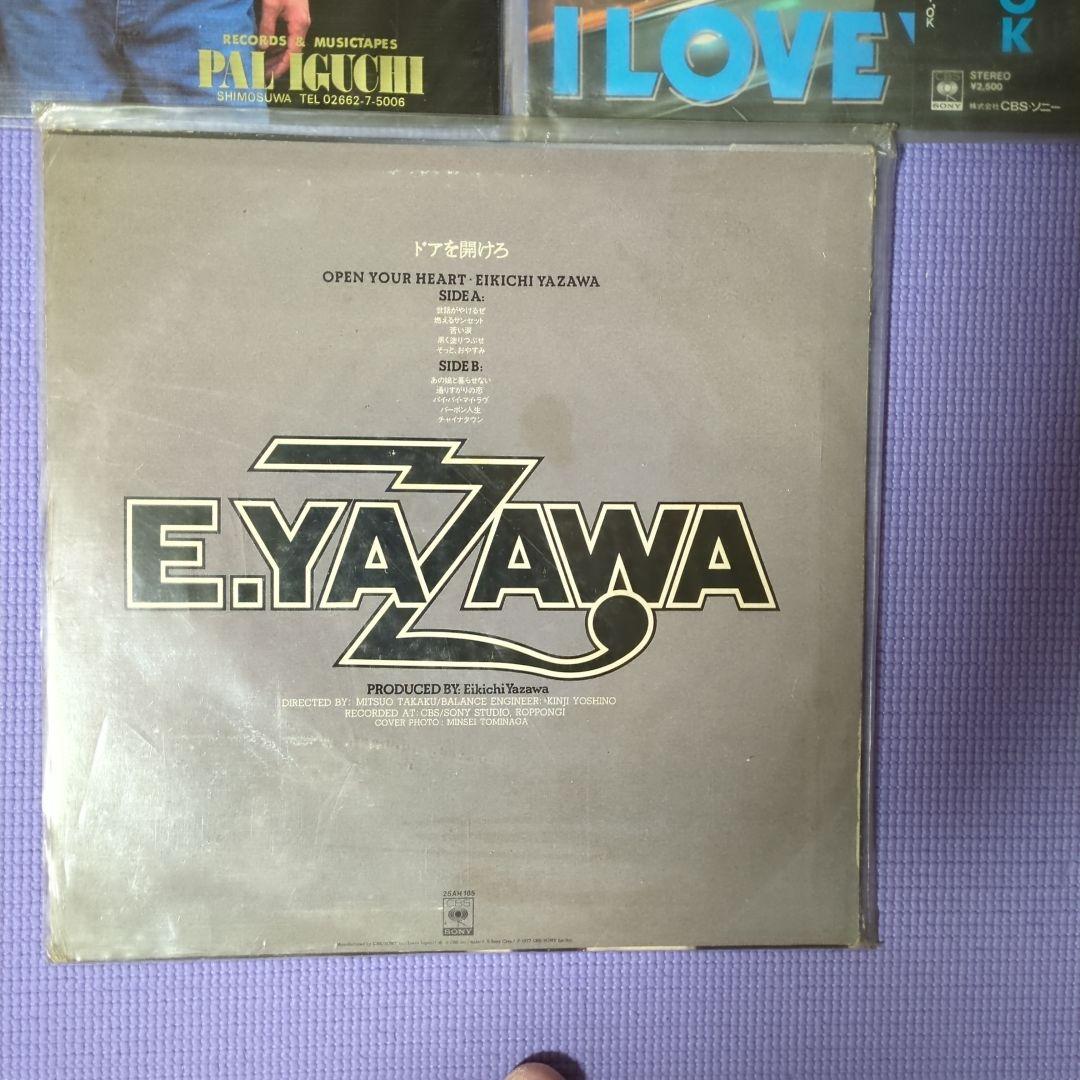 RECORDS & MUSICTAPES
PAL IGUCHI
SHIMOSUWA TEL 02662-7-5006
I LOVE
OK
OK
CBS
SONY
STEREO
¥2,500
株式会社 CBS・ソニー
ドアを開けろ
OPEN YOUR HEART・EIKICHI YAZAWA
SIDE A:
世話がやけるぜ
燃えるサンセット
苦い涙
黒く塗りつぶせ
そっと、おやすみ
SIDE B:
あの娘と暮らせない
通りすがりの恋
バイ・バイ・マイ・ラヴ
バーボン人生
チャイナタウン
E.YAZAWA
PRODUCED BY: Eikichi Yazawa
DIRECTED BY: MITSUO TAKAKU/BALANCE ENGINEER: KINJI YOSHINO
RECORDED AT: CBS/SONY STUDIO, ROPPONGI
COVER PHOTO: MINSEI TOMINAGA
CBS
SONY